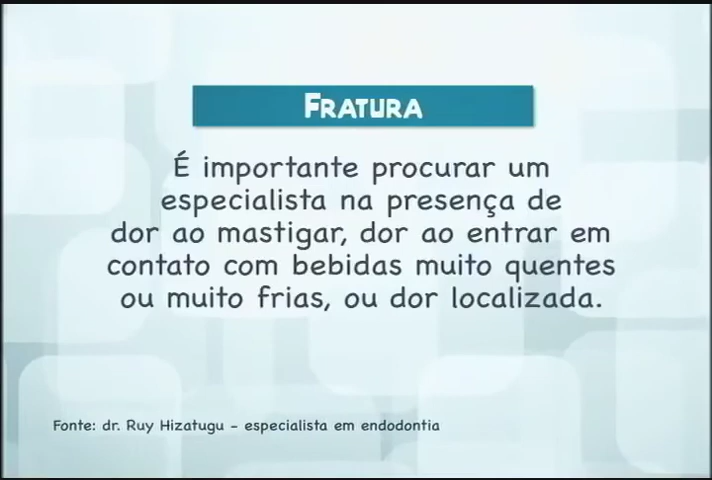 FRATURA
É importante procurar um
especialista na presença de
dor ao mastigar, dor ao entrar em
contato com bebidas muito quentes
ou muito frias, ou dor localizada.
Fonte: dr. Ruy Hizatugu - especialista em endodontia